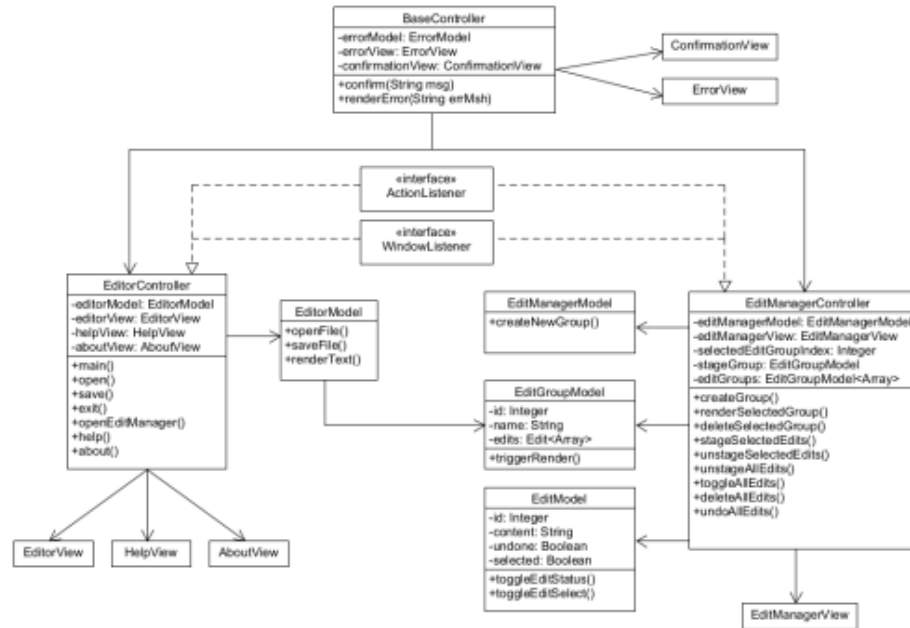 BaseController
-errorModel: ErrorModel
-errorView: ErrorView
-confirmationView: ConfirmationView
+confirm(String msg)
+renderError(String errMsh)
ConfirmationView
ErrorView
«interface»
ActionListener
«interface»
WindowListener
EditorController
-editorModel: EditorModel
-editorView: EditorView
-helpView: HelpView
-aboutView: AboutView
+main()
+open()
+save()
+exit()
+openEditManager()
+help()
+about()
EditorModel
+openFile()
+saveFile()
+renderText()
EditManagerModel
+createNewGroup()
EditGroupModel
-id: Integer
-name: String
-edits: Edit<Array>
+triggerRender()
EditModel
-id: Integer
-content: String
-undone: Boolean
-selected: Boolean
+toggleEditStatus()
+toggleEditSelect()
EditManagerController
-editManagerModel: EditManagerModel
-editManagerView: EditManagerView
-selectedEditGroupIndex: Integer
-stageGroup: EditGroupModel
-editGroups: EditGroupModel<Array>
+createGroup()
+renderSelectedGroup()
+deleteSelectedGroup()
+stageSelectedEdits()
+unstageSelectedEdits()
+unstageAllEdits()
+toggleAllEdits()
+deleteAllEdits()
+undoAllEdits()
EditorView
HelpView
AboutView
EditManagerView